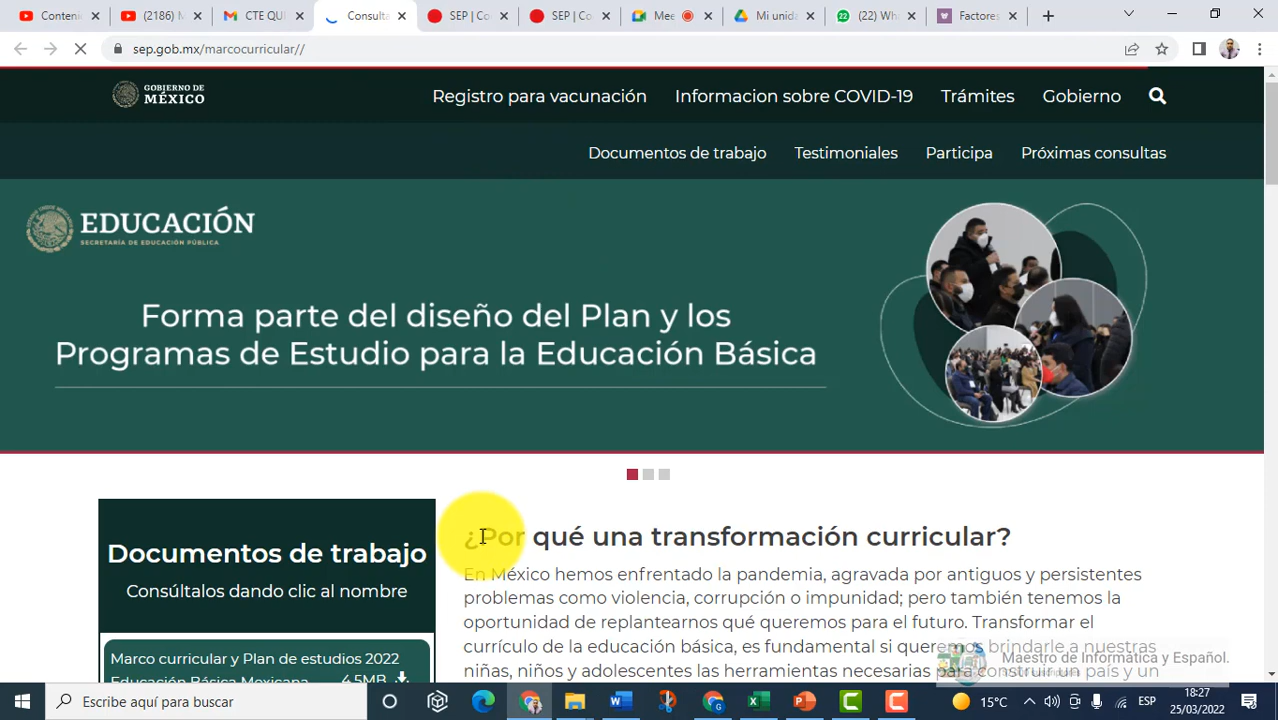 Conteni
(2186) M
CTE QUI
Consulta
SEP | Co
SEP | Co
Mee
Mi unida
(22) Wh
Factores
sep.gob.mx/marcocurricular//
GOBIERNO DE
MÉXICO
Registro para vacunación
Informacion sobre COVID-19
Trámites
Gobierno
Documentos de trabajo
Testimoniales
Participa
Próximas consultas
EDUCACIÓN
SECRETARÍA DE EDUCACIÓN PÚBLICA
Forma parte del diseño del Plan y los
Programas de Estudio para la Educación Básica
Documentos de trabajo
Consúltalos dando clic al nombre
Marco curricular y Plan de estudios 2022
Educación Básica Mexicana 4.5MB
¿Por qué una transformación curricular?
En México hemos enfrentado la pandemia, agravada por antiguos y persistentes
problemas como violencia, corrupción o impunidad; pero también tenemos la
oportunidad de replantearnos qué queremos para el futuro. Transformar el
currículo de la educación básica, es fundamental si queremos brindarle a nuestras
niñas, niños y adolescentes las herramientas necesarias para construir un país y un
Maestro de Informática y Español.
Escribe aquí para buscar
15°C
ESP
18:27
25/03/2022